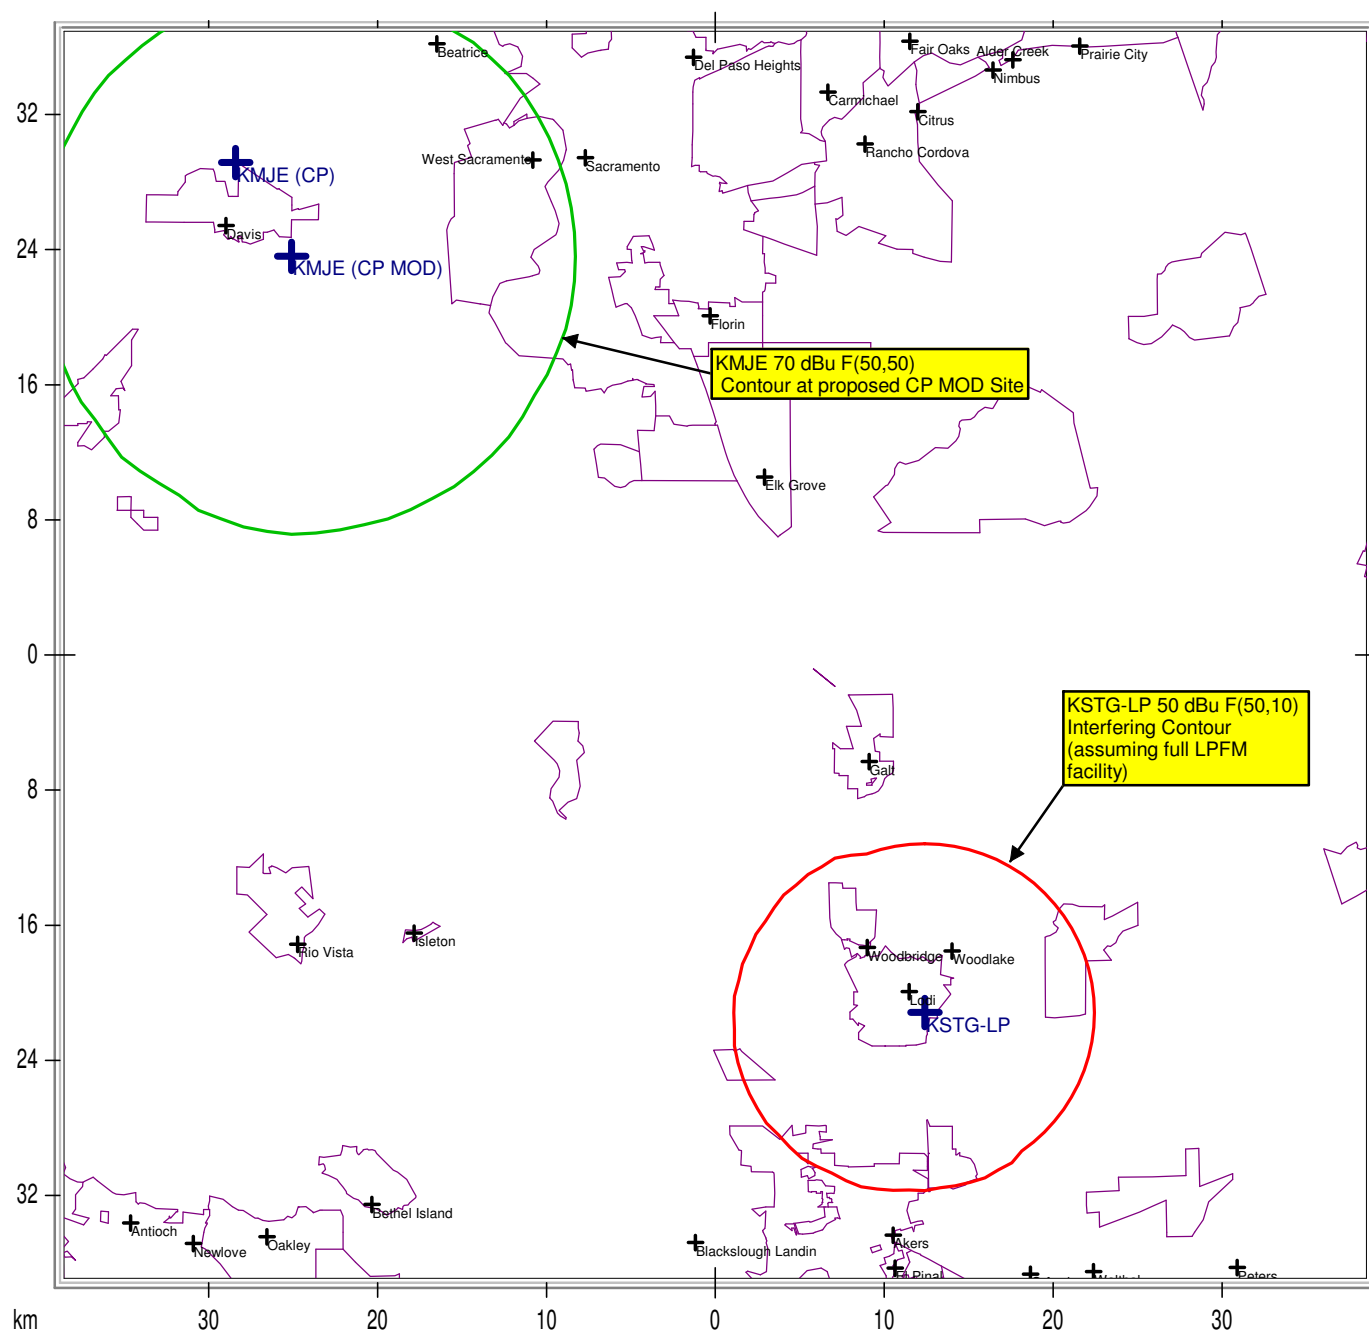 Beatrice
Del Paso Heights
Fair Oaks
Alder Creek
Prairie City
Nimbus
Carmichael
Citrus
32
KMJE (CP)
West Sacramento
Sacramento
Rancho Cordova
Davis
24
KMJE (CP MOD)
Florin
KMJE 70 dBu F(50,50)
Contour at proposed CP MOD Site
16
Elk Grove
8
0
KSTG-LP 50 dBu F(50,10)
Interfering Contour
(assuming full LPFM
facility)
Galt
8
16
Rio Vista
Isleton
Woodbridge
Woodlake
Lodi
KSTG-LP
24
32
Bethel Island
Antioch
Newlove
Oakley
Blackslough Landin
Akers
Peters
km
30
20
10
0
10
20
30